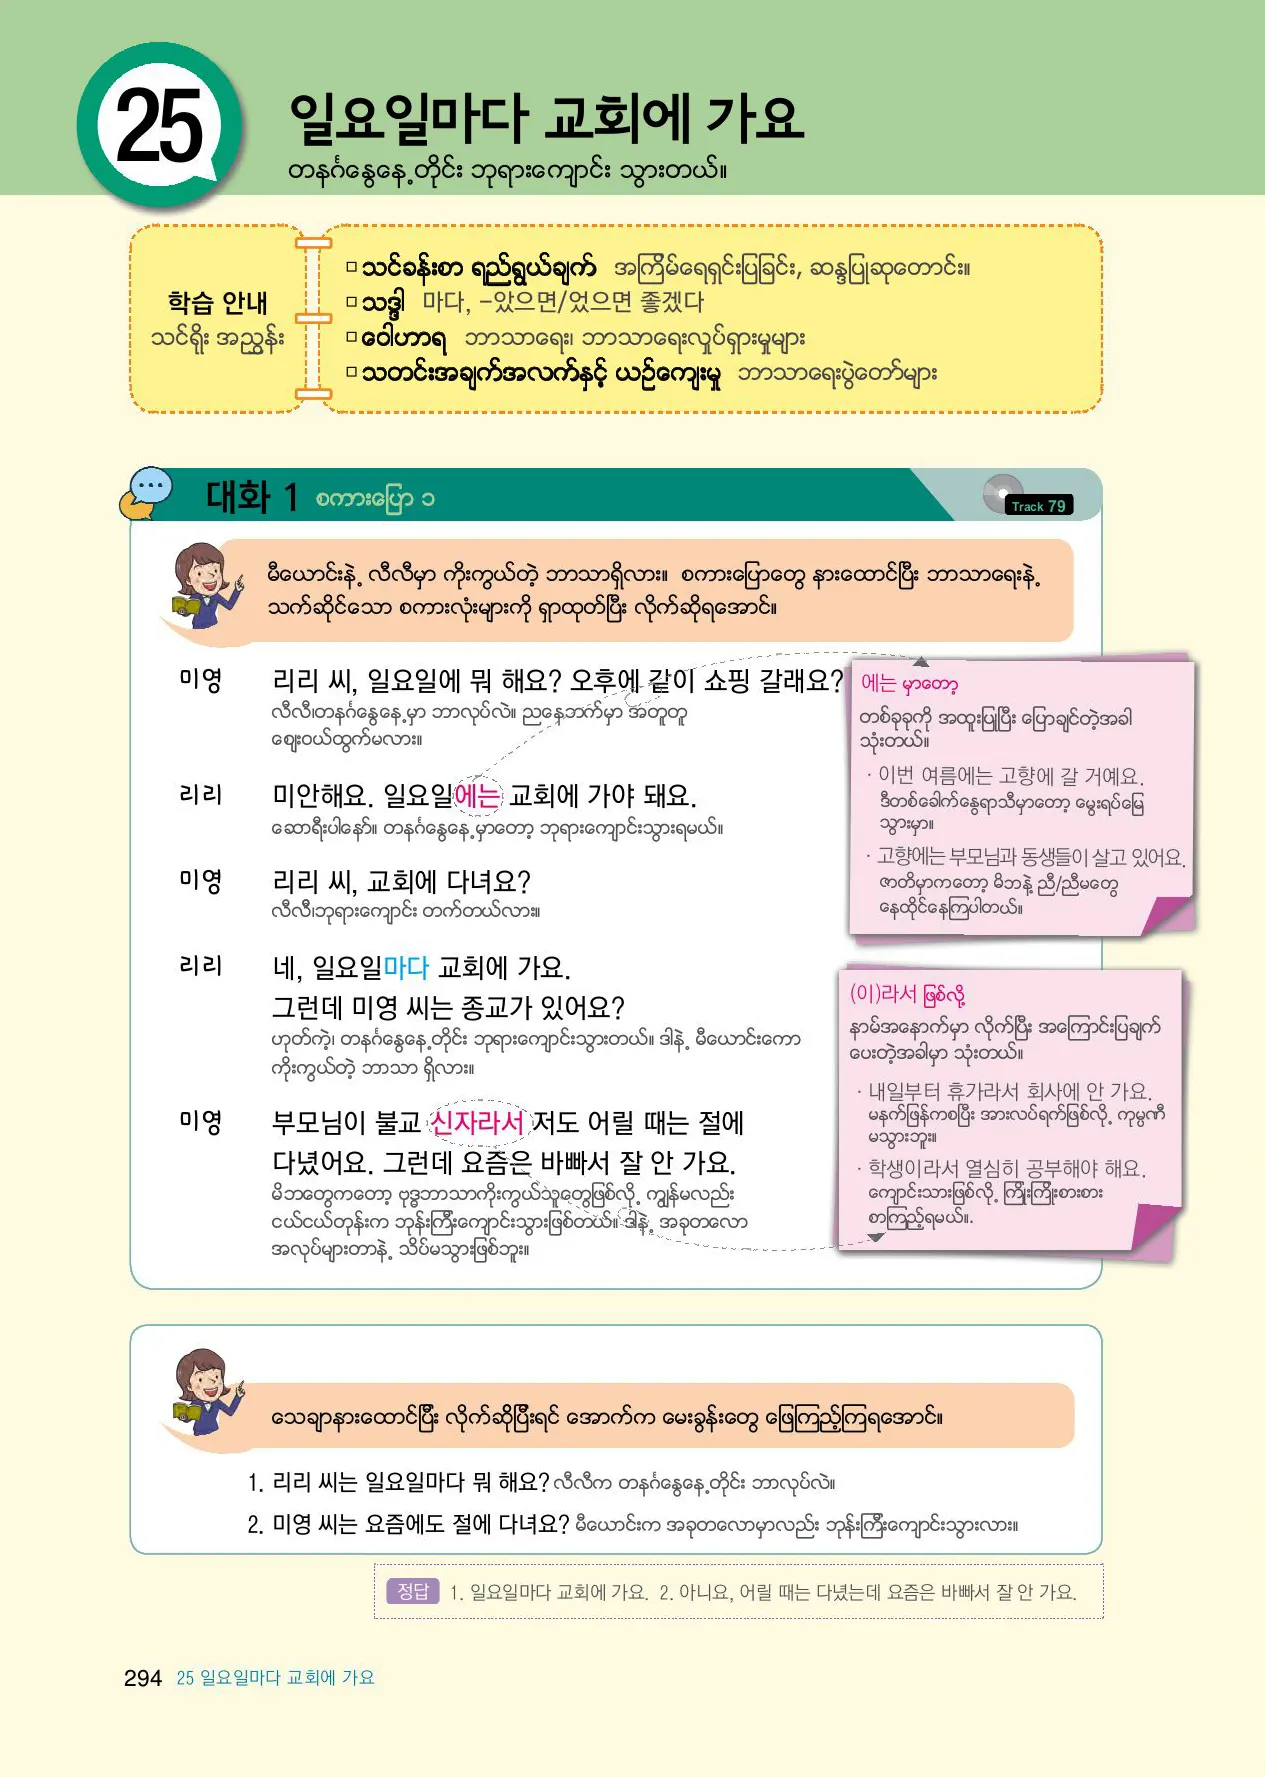 25
일요일마다 교회에 가요
တနင်္ဂနွေနေ့တိုင်း ဘုရားကျောင်း သွားတယ်။
학습 안내
သင်ရိုး အညွှန်း
□ သင်ခန်းစာ ရည်ရွယ်ချက် အကြိမ်ရေရှင်းပြခြင်း, ဆန္ဒပြုဆုတောင်း။
□ သဒ္ဒါ 마다, -았으면/었으면 좋겠다
□ ဝေါဟာရ ဘာသာရေး၊ ဘာသာရေးလှုပ်ရှားမှုများ
□ သတင်းအချက်အလက်နှင့် ယဉ်ကျေးမှု ဘာသာရေးပွဲတော်များ
대화 1 စကားပြော ၁
Track 79
မီယောင်းနဲ့ လီလီမှာ ကိုးကွယ်တဲ့ ဘာသာရှိလား။ စကားပြောတွေ နားထောင်ပြီး ဘာသာရေးနဲ့
သက်ဆိုင်သော စကားလုံးများကို ရှာထုတ်ပြီး လိုက်ဆိုရအောင်။
미영 리리 씨, 일요일에 뭐 해요? 오후에 같이 쇼핑 갈래요?
လီလီ၊တနင်္ဂနွေနေ့မှာ ဘာလုပ်လဲ။ ညနေဘက်မှာ အတူတူ
ဈေးဝယ်ထွက်မလား။
리리 미안해요. 일요일에는 교회에 가야 돼요.
ဆောရီးပါနော်။ တနင်္ဂနွေနေ့မှာတော့ ဘုရားကျောင်းသွားရမယ်။
미영 리리 씨, 교회에 다녀요?
လီလီ၊ဘုရားကျောင်း တက်တယ်လား။
리리 네, 일요일마다 교회에 가요.
그런데 미영 씨는 종교가 있어요?
ဟုတ်ကဲ့၊ တနင်္ဂနွေနေ့တိုင်း ဘုရားကျောင်းသွားတယ်။ ဒါနဲ့ မီယောင်းကော
ကိုးကွယ်တဲ့ ဘာသာ ရှိလား။
미영 부모님이 불교 신자라서 저도 어릴 때는 절에
다녔어요. 그런데 요즘은 바빠서 잘 안 가요.
မိဘတွေကတော့ ဗုဒ္ဓဘာသာကိုးကွယ်သူတွေဖြစ်လို့ ကျွန်မလည်း
ငယ်ငယ်တုန်းက ဘုန်းကြီးကျောင်းသွားဖြစ်တယ်။ ဒါနဲ့ အခုတလော
အလုပ်များတာနဲ့ သိပ်မသွားဖြစ်ဘူး။
에는 မှာတော့
တစ်ခုခုကို အထူးပြုပြီး ပြောချင်တဲ့အခါ
သုံးတယ်။
· 이번 여름에는 고향에 갈 거예요.
ဒီတစ်ခေါက်နွေရာသီမှာတော့ မွေးရပ်မြေ
သွားမှာ။
· 고향에는 부모님과 동생들이 살고 있어요.
ဇာတိမှာကတော့ မိဘနဲ့ ညီ/ညီမတွေ
နေထိုင်နေကြပါတယ်။
(이)라서 ဖြစ်လို့
နာမ်အနောက်မှာ လိုက်ပြီး အကြောင်းပြချက်
ပေးတဲ့အခါမှာ သုံးတယ်။
· 내일부터 휴가라서 회사에 안 가요.
မနက်ဖြန်ကစပြီး အားလပ်ရက်ဖြစ်လို့ ကုမ္ပဏီ
မသွားဘူး။
· 학생이라서 열심히 공부해야 해요.
ကျောင်းသားဖြစ်လို့ ကြိုးကြိုးစားစား
စာကြည့်ရမယ်။.
သေချာနားထောင်ပြီး လိုက်ဆိုပြီးရင် အောက်က မေးခွန်းတွေ ဖြေကြည့်ကြရအောင်။
1. 리리 씨는 일요일마다 뭐 해요? လီလီက တနင်္ဂနွေနေ့တိုင်း ဘာလုပ်လဲ။
2. 미영 씨는 요즘에도 절에 다녀요? မီယောင်းက အခုတလောမှာလည်း ဘုန်းကြီးကျောင်းသွားလား။
정답 1. 일요일마다 교회에 가요. 2. 아니요, 어릴 때는 다녔는데 요즘은 바빠서 잘 안 가요.
294 25 일요일마다 교회에 가요